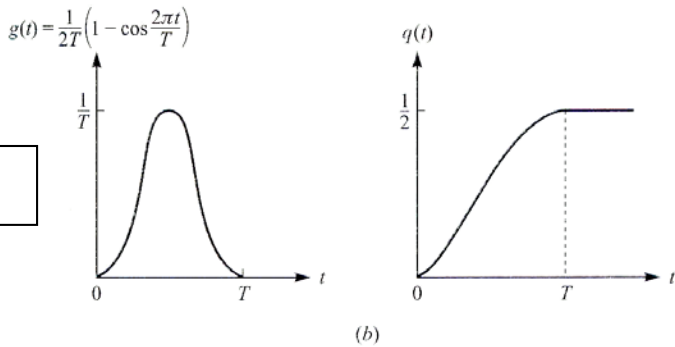 g(t) = 1/2T (1 − cos 2πt/T)
1/T
0
T
t
q(t)
1/2
0
T
t
(b)